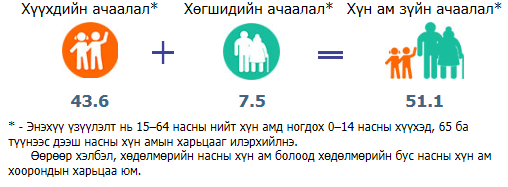 Хүүхдийн ачаалал* Хөгшидийн ачаалал* Хүн ам зүйн ачаалал*
+ =
43.6 7.5 51.1
* - Энэхүү үзүүлэлт нь 15–64 насны нийт хүн амд ногдох 0–14 насны хүүхэд, 65 ба
түүнээс дээш насны хүн амын харьцааг илэрхийлнэ.
Өөрөөр хэлбэл, хөдөлмөрийн насны хүн ам болоод хөдөлмөрийн бус насны хүн ам
хоорондын харьцаа юм.